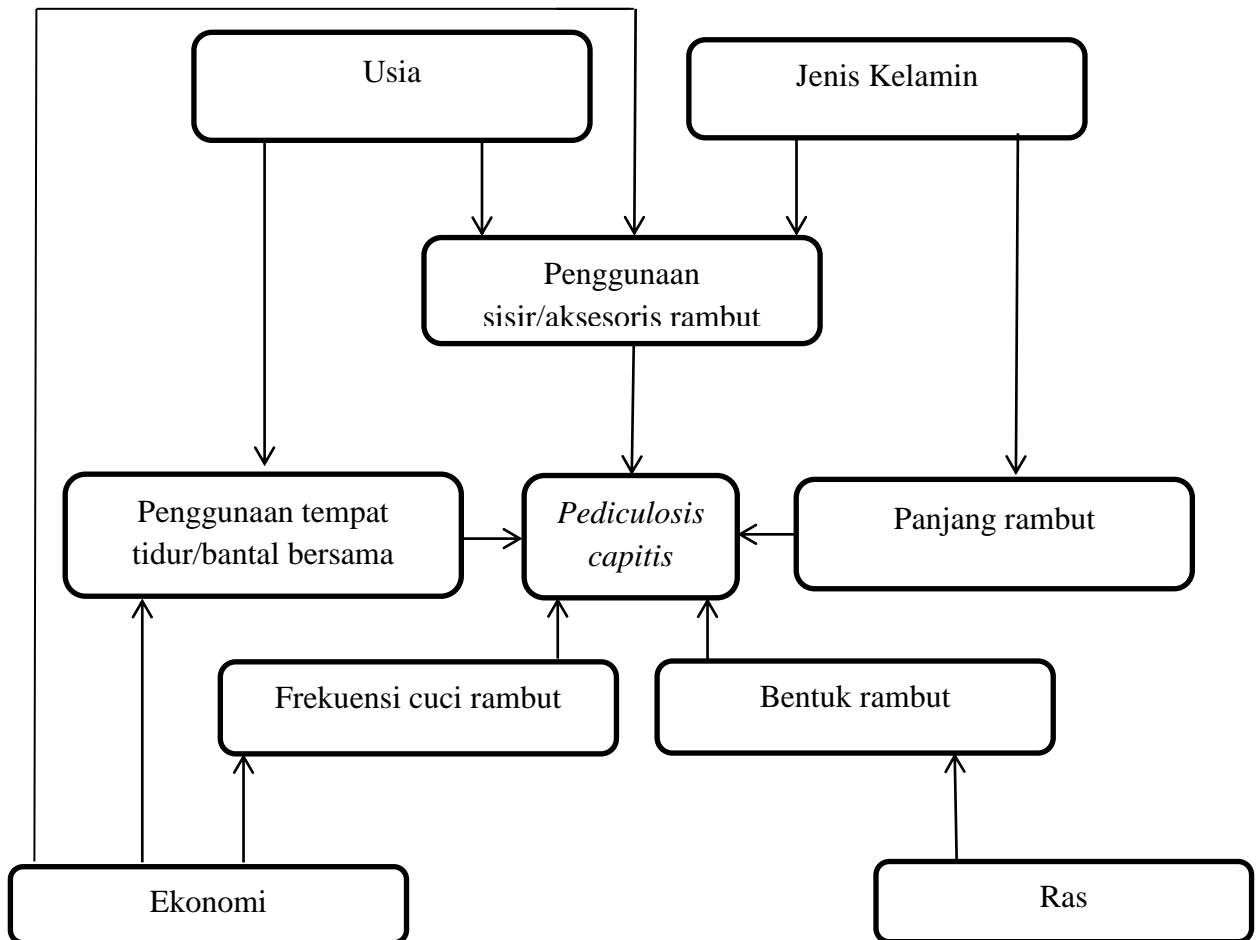 Usia
Jenis Kelamin
Penggunaan
sisir/aksesoris rambut
Penggunaan tempat
tidur/bantal bersama
Pediculosis
capitis
Panjang rambut
Frekuensi cuci rambut
Bentuk rambut
Ekonomi
Ras